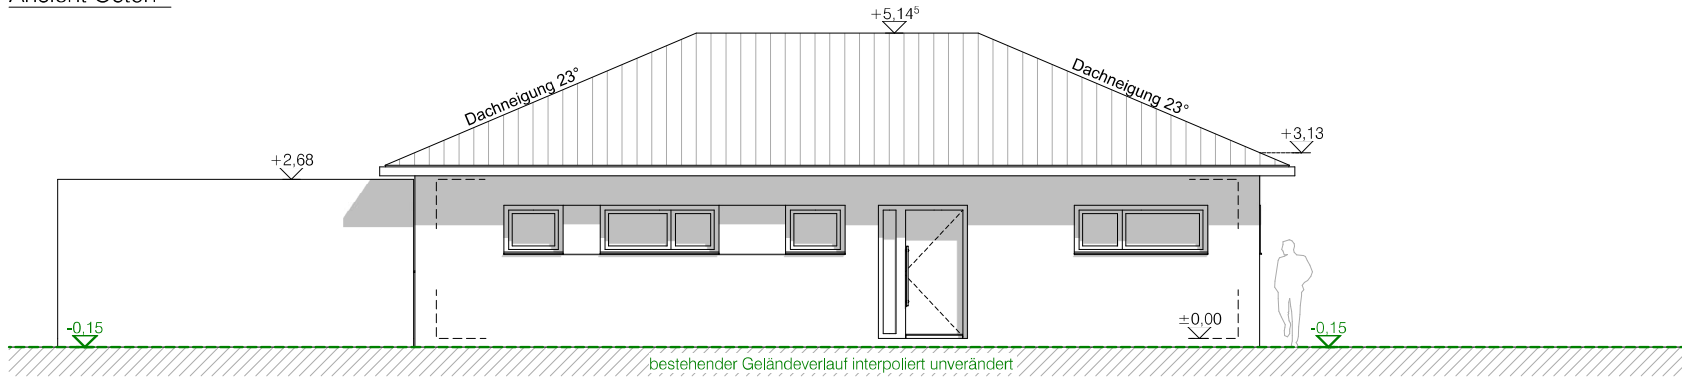 Ansicht Osten
+5,14⁵
Dachneigung 23°
Dachneigung 23°
+3,13
+2,68
±0,00
-0,15
-0,15
bestehender Geländeverlauf interpoliert unverändert